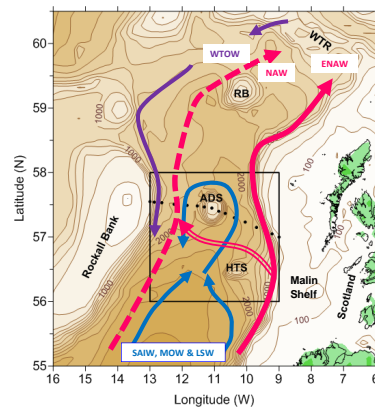 60
59
58
57
56
55
Latitude (N)
16 15 14 13 12 11 10 9 8 7 6
Longitude (W)
WTOW
WTR
NAW
ENAW
RB
1000
100
2000
ADS
2000
Rockall Bank
HTS
2000
1000
Malin
Shelf
100
Scotland
1000
SAIW, MOW & LSW